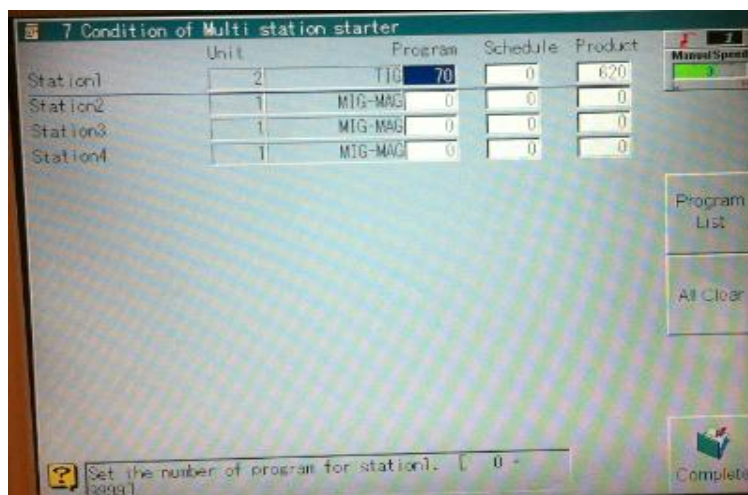 7 Condition of Multi station starter
1
Unit Program Schedule Product
Manual Speed
3
Station1 2 TIG 70 0 620
Station2 1 MIG-MAG 0 0 0
Station3 1 MIG-MAG 0 0 0
Station4 1 MIG-MAG 0 0 0
Program
List
All Clear
Complete
Set the number of program for station1. [ 0 -
9999]